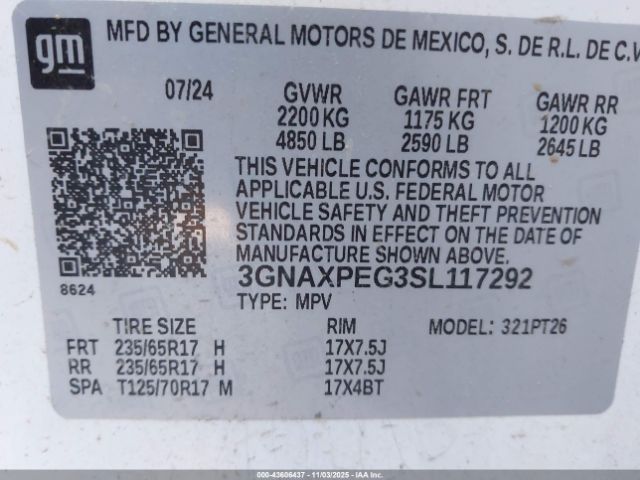 gm
MFD BY GENERAL MOTORS DE MEXICO, S. DE R.L. DE C.V
07/24 GVWR GAWR FRT GAWR RR
2200 KG 1175 KG 1200 KG
4850 LB 2590 LB 2645 LB
THIS VEHICLE CONFORMS TO ALL
APPLICABLE U.S. FEDERAL MOTOR
VEHICLE SAFETY AND THEFT PREVENTION
STANDARDS IN EFFECT ON THE DATE OF
MANUFACTURE SHOWN ABOVE.
8624
3GNAXPEG3SL117292
TYPE: MPV
TIRE SIZE RIM MODEL: 321PT26
FRT 235/65R17 H 17X7.5J
RR 235/65R17 H 17X7.5J
SPA T125/70R17 M 17X4BT
000-43606437 - 11/03/2025 - IAAI.COM